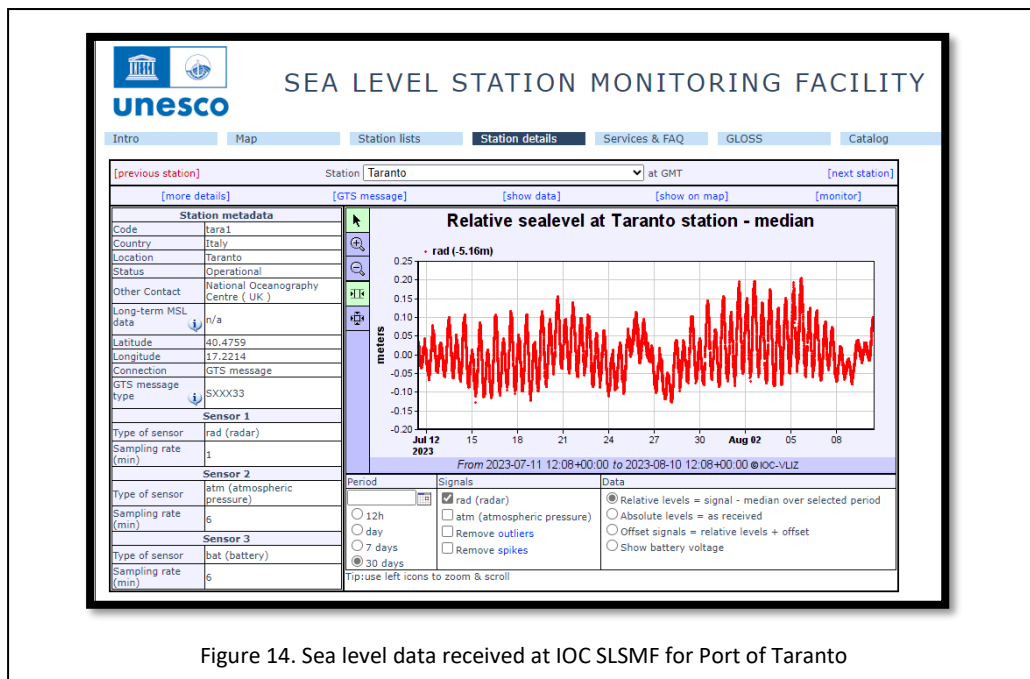 unesco
SEA LEVEL STATION MONITORING FACILITY
Intro Map Station lists Station details Services & FAQ GLOSS Catalog
[previous station] Station Taranto at GMT [next station]
[more details] [GTS message] [show data] [show on map] [monitor]
Station metadata
Code tara1
Country Italy
Location Taranto
Status Operational
Other Contact National Oceanography
Centre ( UK )
Long-term MSL
data n/a
Latitude 40.4759
Longitude 17.2214
Connection GTS message
GTS message
type SXXX33
Sensor 1
Type of sensor rad (radar)
Sampling rate
(min) 1
Sensor 2
Type of sensor atm (atmospheric
pressure)
Sampling rate
(min) 6
Sensor 3
Type of sensor bat (battery)
Sampling rate
(min) 6
Relative sealevel at Taranto station - median
rad (-5.16m)
meters
0.25
0.20
0.15
0.10
0.05
0.00
-0.05
-0.10
-0.15
-0.20
Jul 12 15 18 21 24 27 30 Aug 02 05 08
2023
From 2023-07-11 12:08+00:00 to 2023-08-10 12:08+00:00 ©IOC-VLIZ
Period
12h
day
7 days
30 days
Signals
rad (radar)
atm (atmospheric pressure)
Remove outliers
Remove spikes
Data
Relative levels = signal - median over selected period
Absolute levels = as received
Offset signals = relative levels + offset
Show battery voltage
Tip:use left icons to zoom & scroll
Figure 14. Sea level data received at IOC SLSMF for Port of Taranto